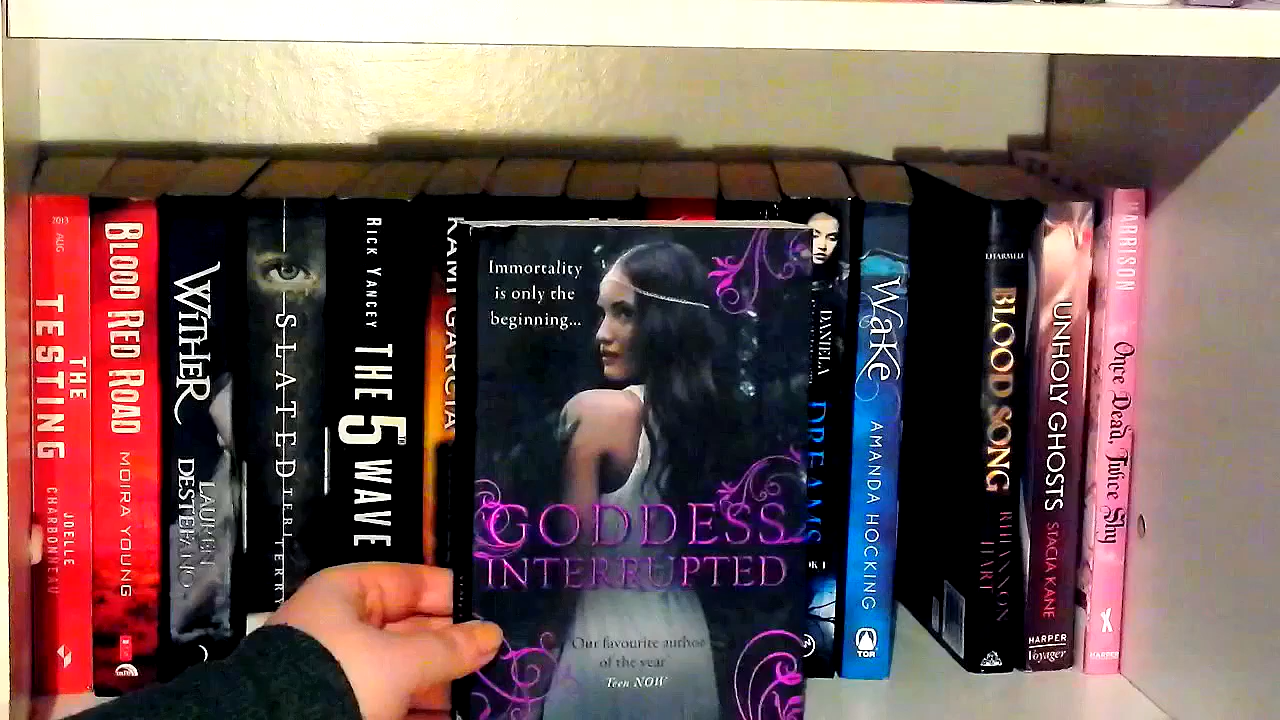 2013
AUG
THE
TESTING
JOELLE
CHARBONNEAU
BLOOD RED ROAD
MOIRA YOUNG
WITHER
LAUREN
DESTEFANO
SLATED
TERI TERRY
RICK YANCEY
THE 5TH WAVE
KAMI GARCIA
Immortality
is only the
beginning...
GODDESS
INTERRUPTED
Our favourite author
of the year
Teen NOW
DANIELA
DREAMS
Wake
AMANDA HOCKING
TOR
BLOOD SONG
RHIANNON
HART
UNHOLY GHOSTS
STACIA KANE
HARPER
Voyager
HARRISON
Once Dead, Twice Shy
HARPER